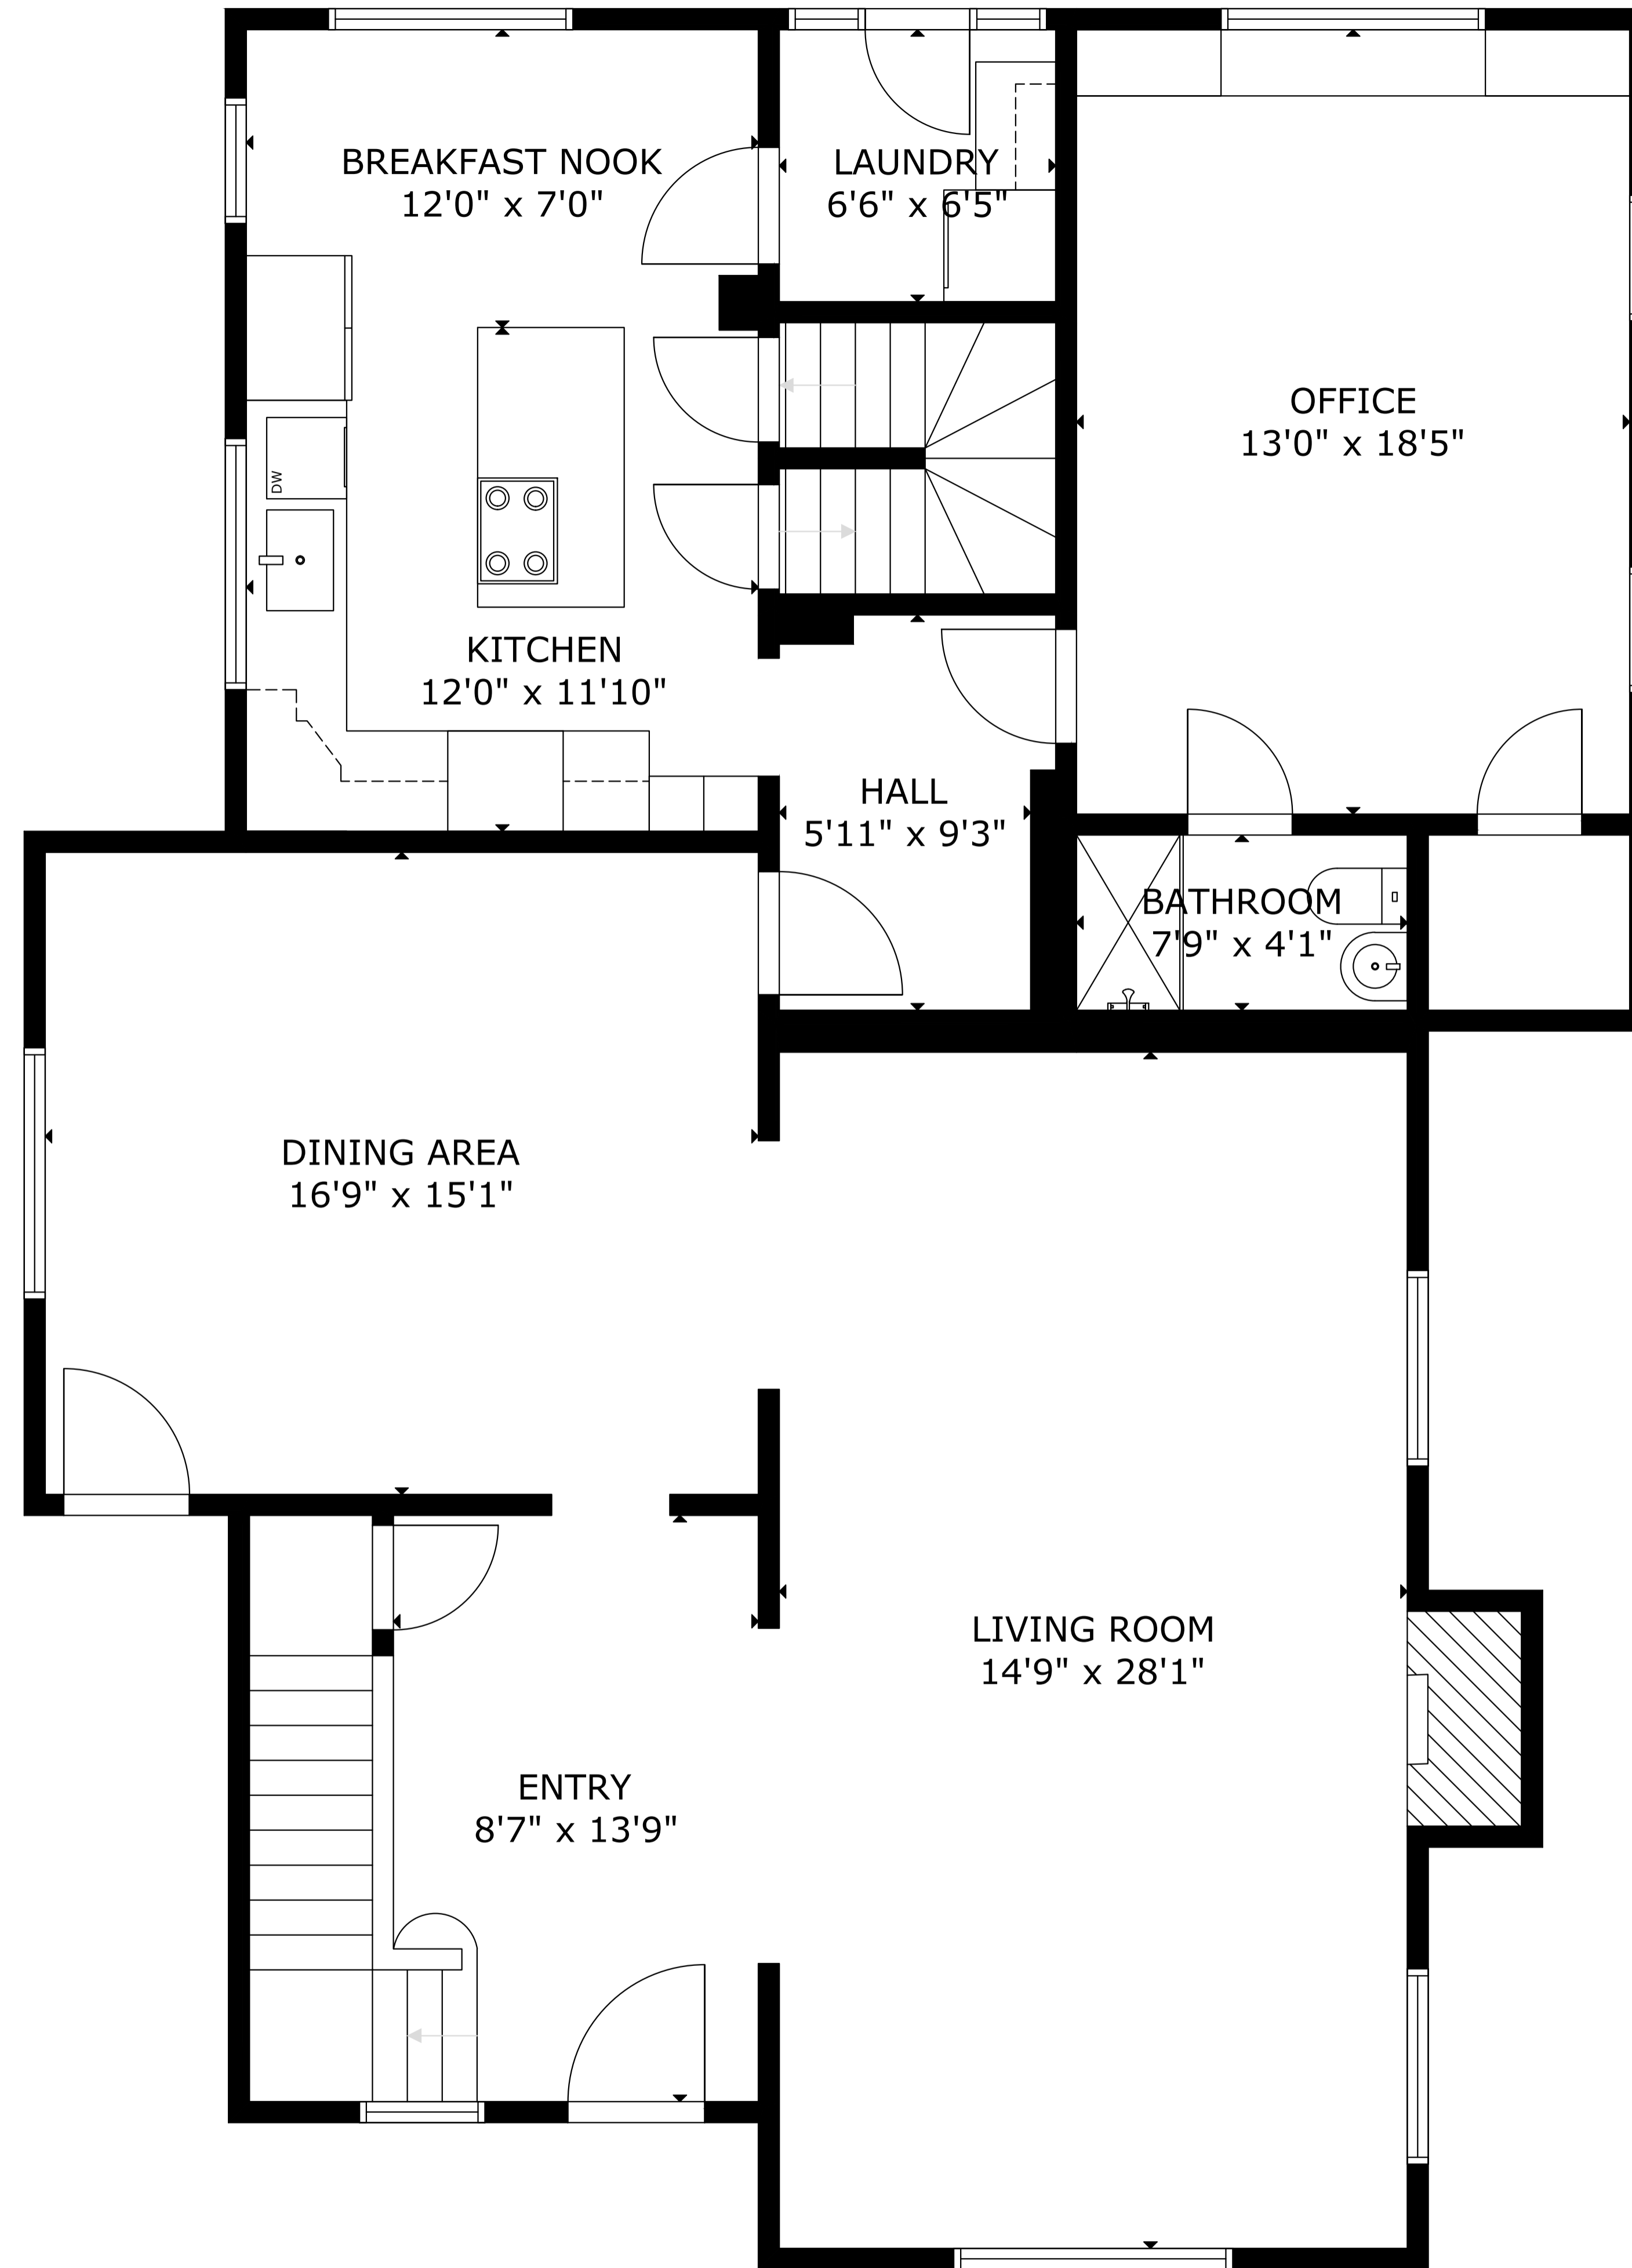 BREAKFAST NOOK
12'0" x 7'0"
LAUNDRY
6'6" x 6'5"
OFFICE
13'0" x 18'5"
DW
KITCHEN
12'0" x 11'10"
HALL
5'11" x 9'3"
BATHROOM
7'9" x 4'1"
DINING AREA
16'9" x 15'1"
LIVING ROOM
14'9" x 28'1"
ENTRY
8'7" x 13'9"